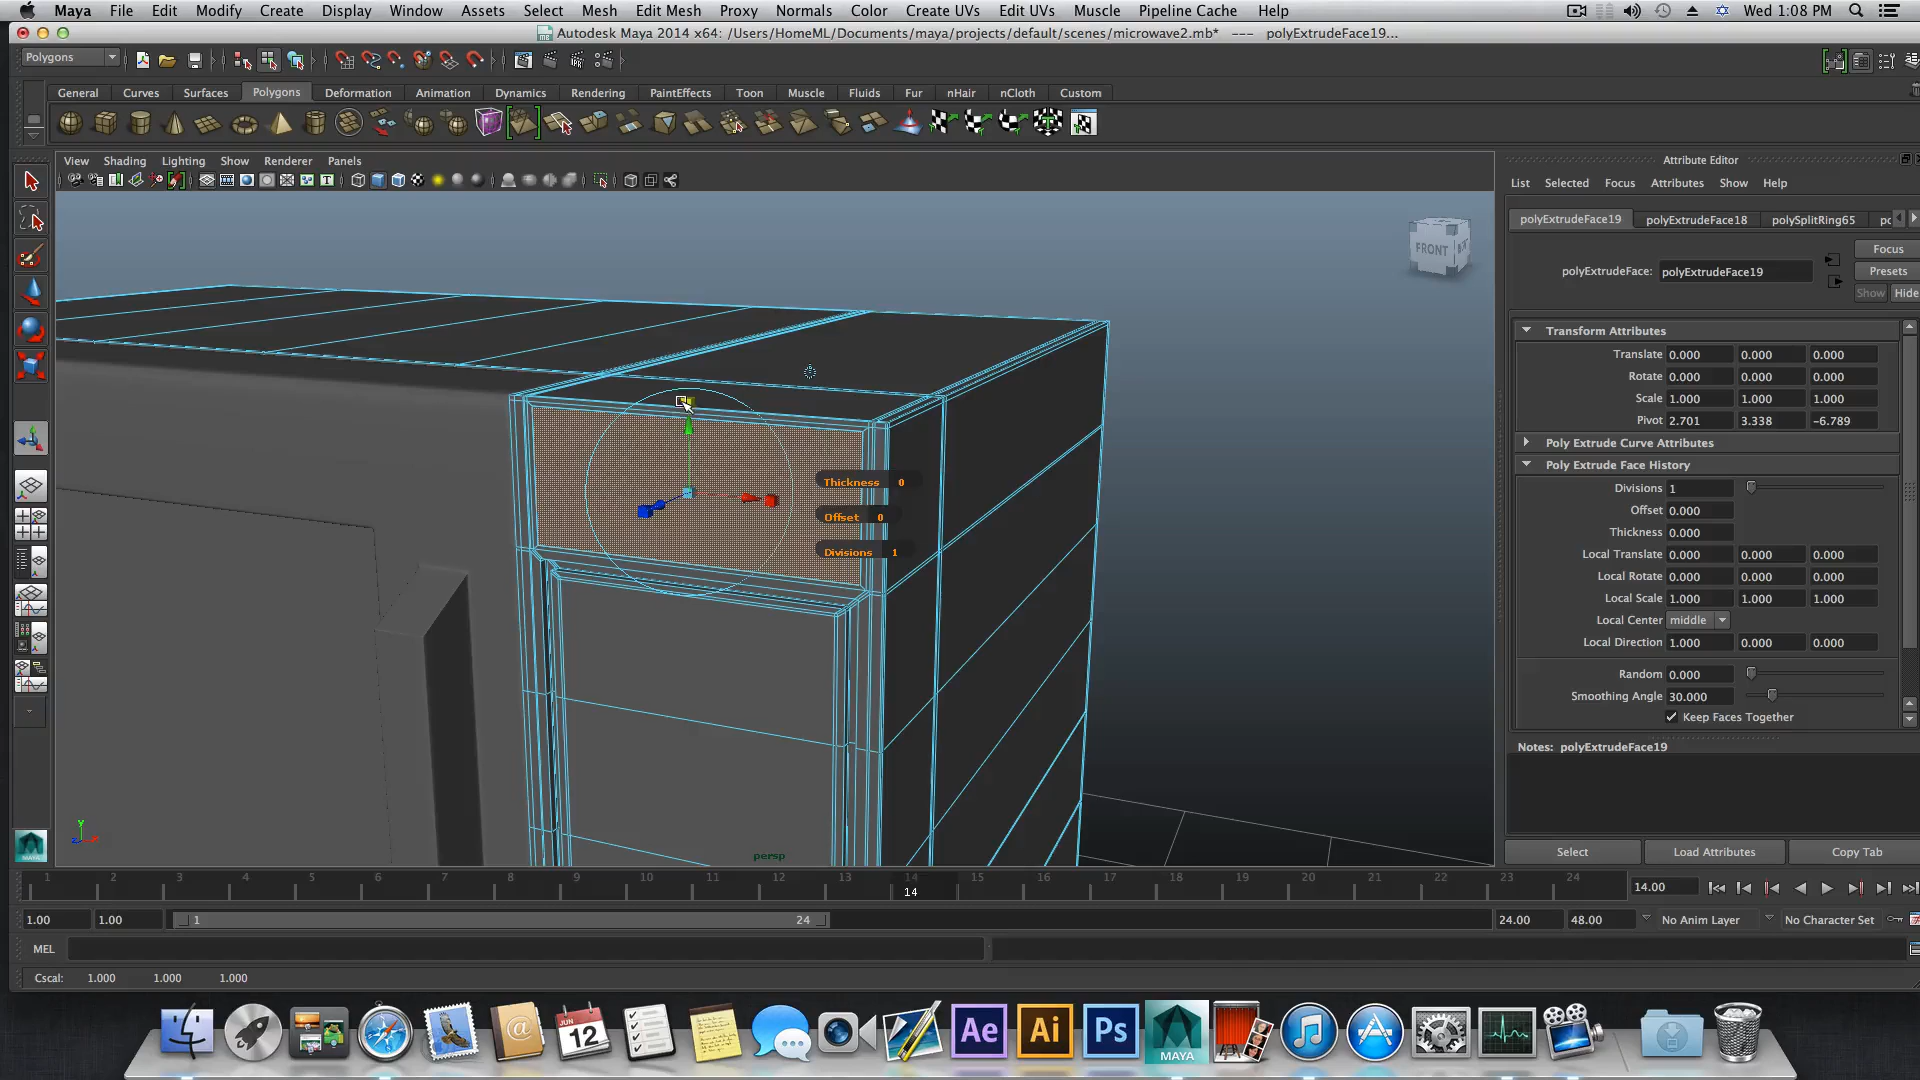 Maya File Edit Modify Create Display Window Assets Select Mesh Edit Mesh Proxy Normals Color Create UVs Edit UVs Muscle Pipeline Cache Help Wed 1:08 PM
Autodesk Maya 2014 x64: /Users/HomeML/Documents/maya/projects/default/scenes/microwave2.mb* --- polyExtrudeFace19...
Polygons
General Curves Surfaces Polygons Deformation Animation Dynamics Rendering PaintEffects Toon Muscle Fluids Fur nHair nCloth Custom
View Shading Lighting Show Renderer Panels
Attribute Editor
List Selected Focus Attributes Show Help
polyExtrudeFace19 polyExtrudeFace18 polySplitRing65
Focus
polyExtrudeFace: polyExtrudeFace19
Presets
Show Hide
FRONT
Transform Attributes
Translate 0.000 0.000 0.000
Rotate 0.000 0.000 0.000
Scale 1.000 1.000 1.000
Pivot 2.701 3.338 -6.789
Poly Extrude Curve Attributes
Poly Extrude Face History
Divisions 1
Offset 0.000
Thickness 0.000
Local Translate 0.000 0.000 0.000
Local Rotate 0.000 0.000 0.000
Local Scale 1.000 1.000 1.000
Local Center middle
Local Direction 1.000 0.000 0.000
Random 0.000
Smoothing Angle 30.000
Keep Faces Together
Notes: polyExtrudeFace19
Select Load Attributes Copy Tab
Thickness 0
Offset 0
Divisions 1
y
persp
1 2 3 4 5 6 7 8 9 10 11 12 13 14 15 16 17 18 19 20 21 22 23 24
14
14.00
1.00 1.00 1 24 24.00 48.00 No Anim Layer No Character Set
MEL
Cscal: 1.000 1.000 1.000
JUN
12
Ae Ai Ps MAYA